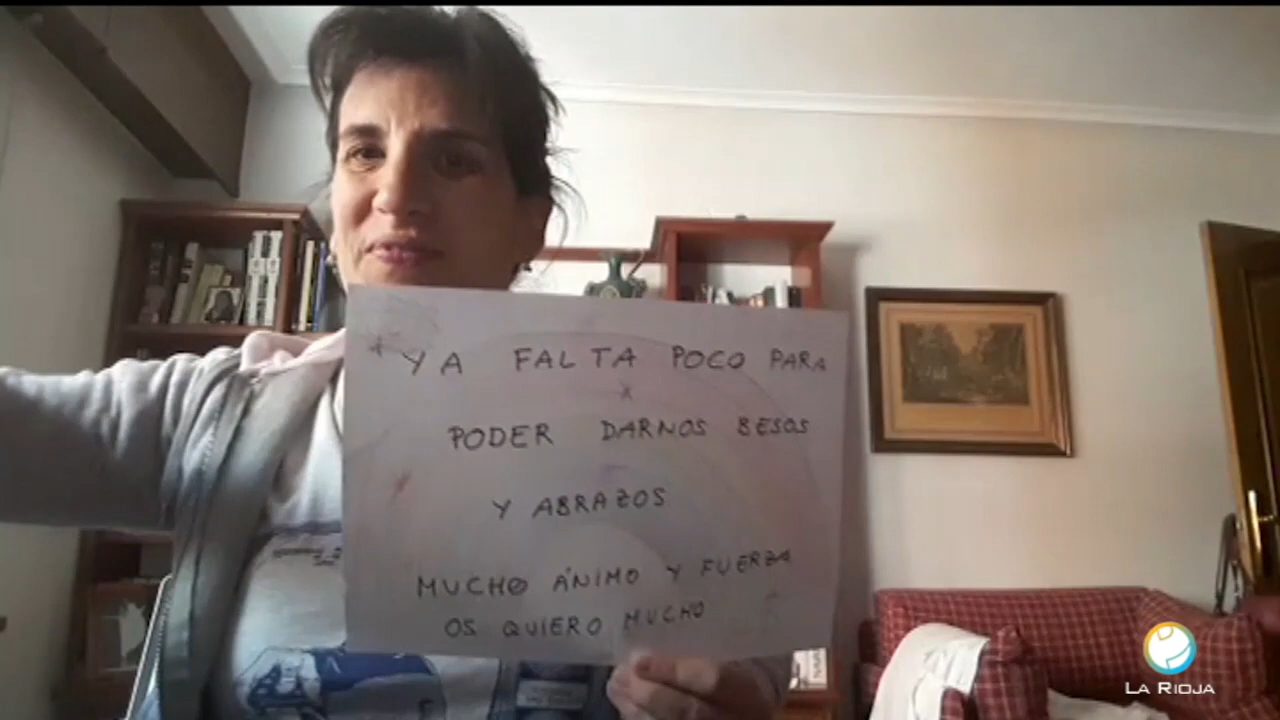 YA FALTA POCO PARA
PODER DARNOS BESOS
Y ABRAZOS
MUCHO ÁNIMO Y FUERZA
OS QUIERO MUCHO
LA RIOJA